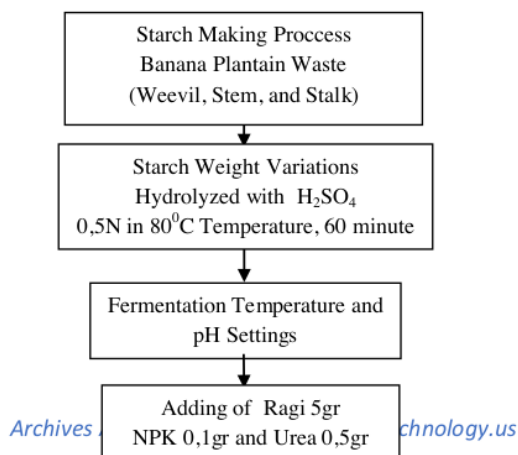 Starch Making Proccess
Banana Plantain Waste
(Weevil, Stem, and Stalk)
Starch Weight Variations
Hydrolyzed with H₂SO₄
0,5N in 80⁰C Temperature, 60 minute
Fermentation Temperature and
pH Settings
Adding of Ragi 5gr
Archives chnology.us
NPK 0,1gr and Urea 0,5gr